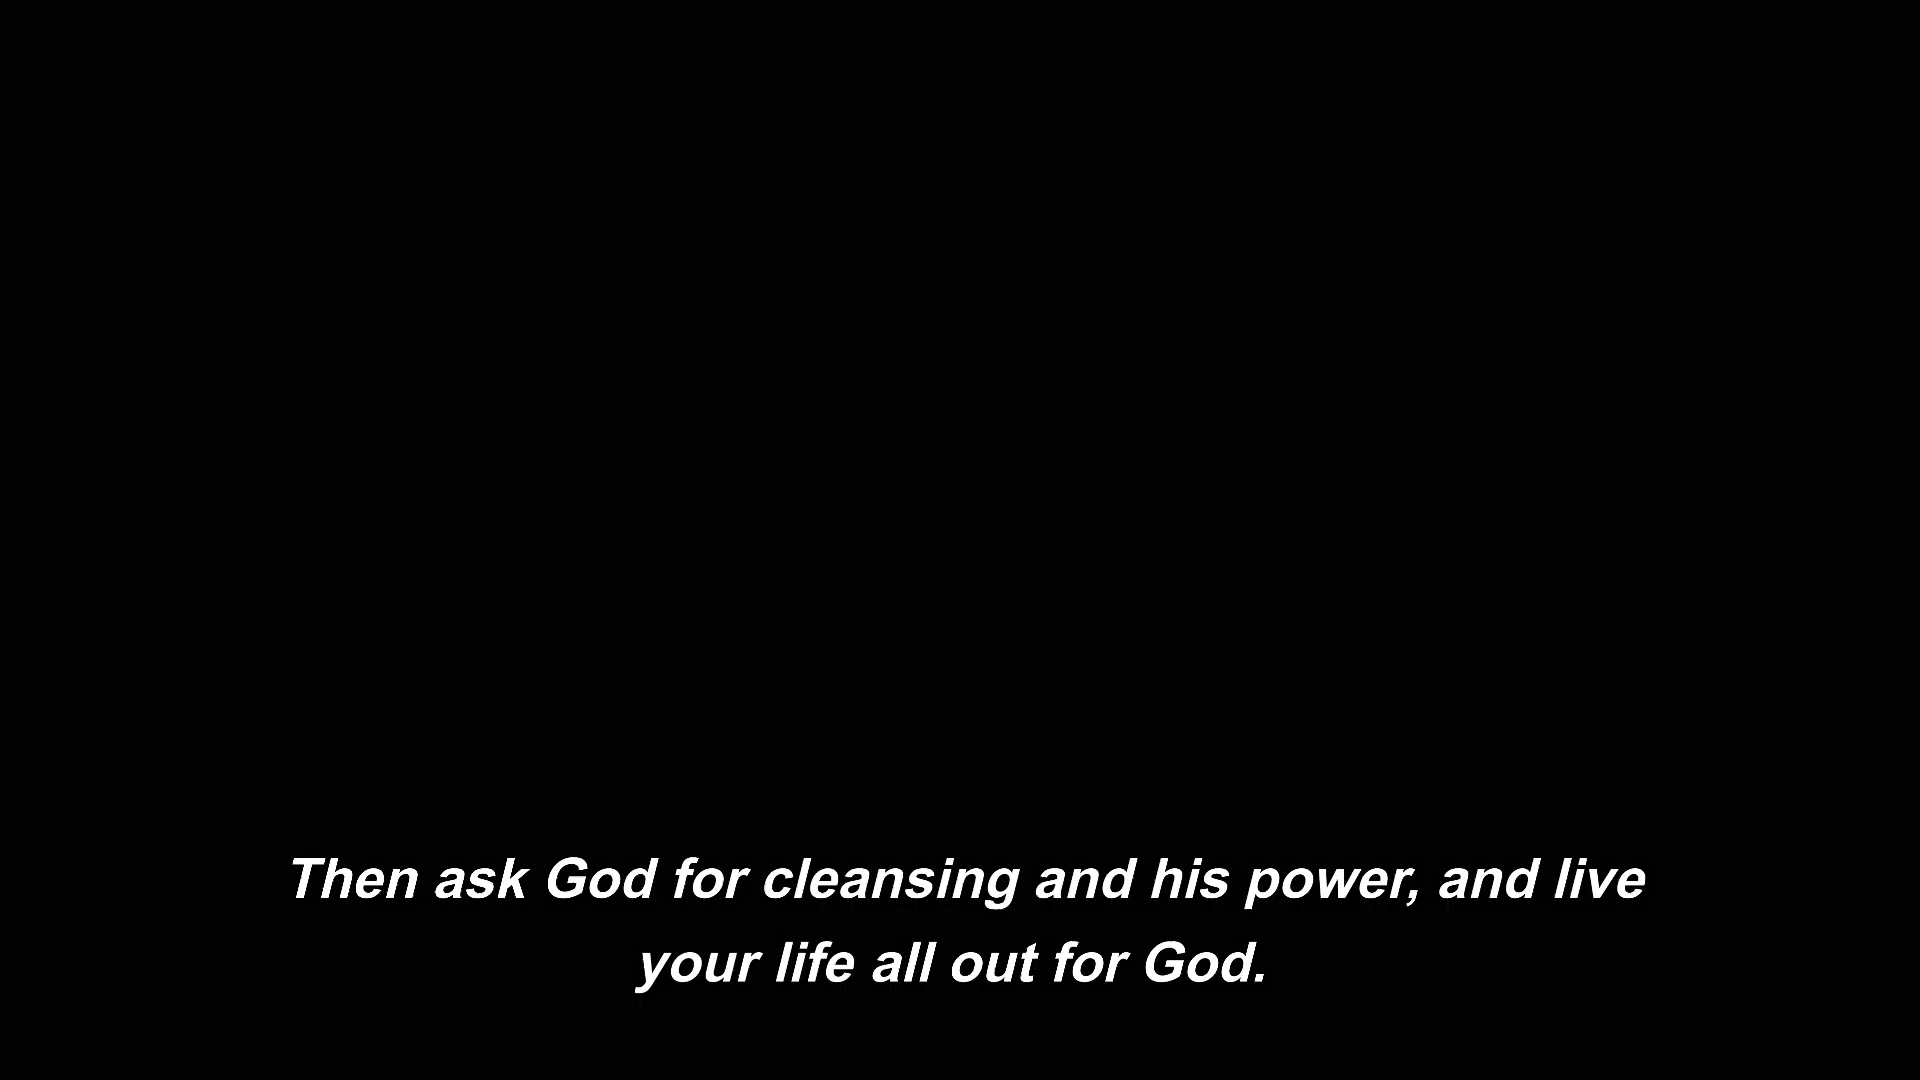 Then ask God for cleansing and his power, and live
your life all out for God.